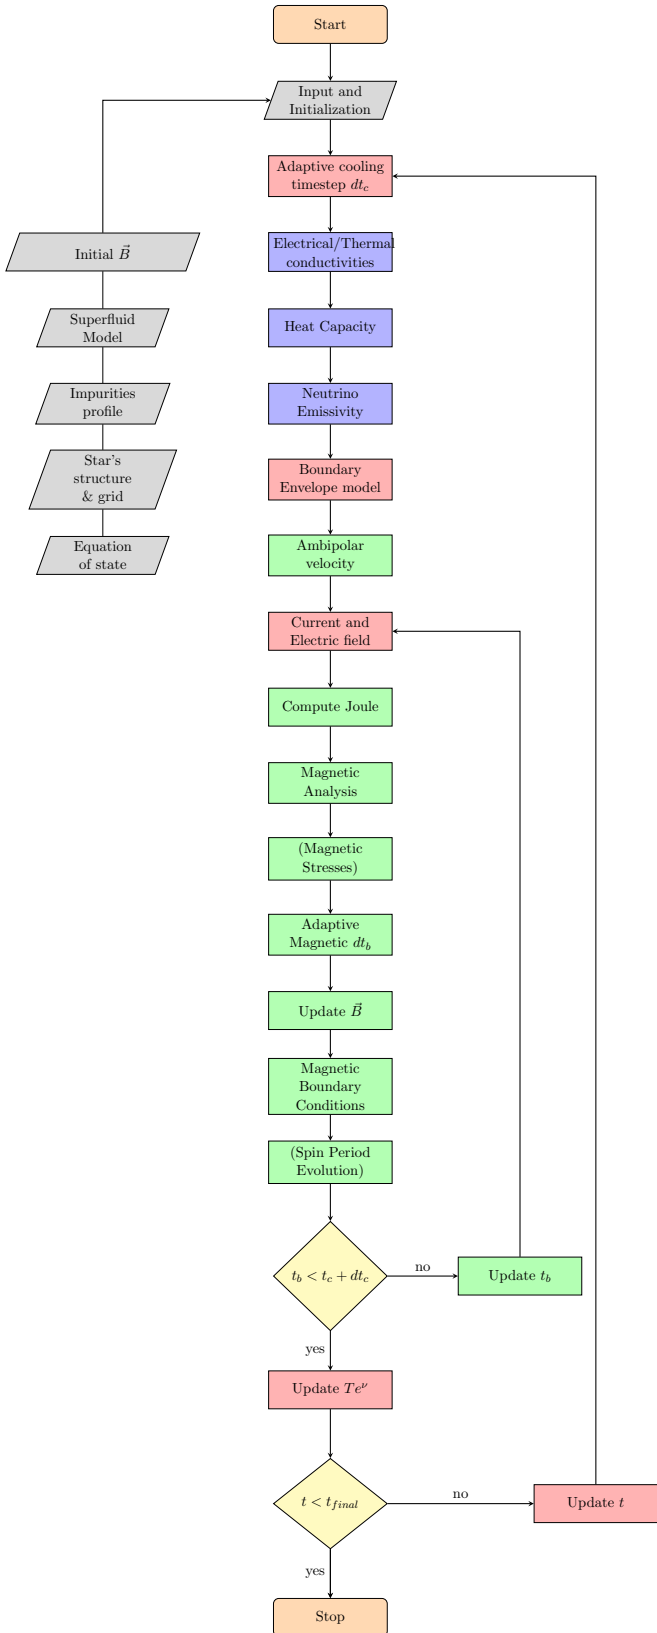 Start
Input and
Initialization
Adaptive cooling
timestep $dt_c$
Initial $\vec{B}$
Superfluid
Model
Impurities
profile
Star's
structure
& grid
Equation
of state
Electrical/Thermal
conductivities
Heat Capacity
Neutrino
Emissivity
Boundary
Envelope model
Ambipolar
velocity
Current and
Electric field
Compute Joule
Magnetic
Analysis
(Magnetic
Stresses)
Adaptive
Magnetic $dt_b$
Update $\vec{B}$
Magnetic
Boundary
Conditions
(Spin Period
Evolution)
$t_b < t_c + dt_c$
no
Update $t_b$
yes
Update $Te^{\nu}$
$t < t_{final}$
no
Update $t$
yes
Stop